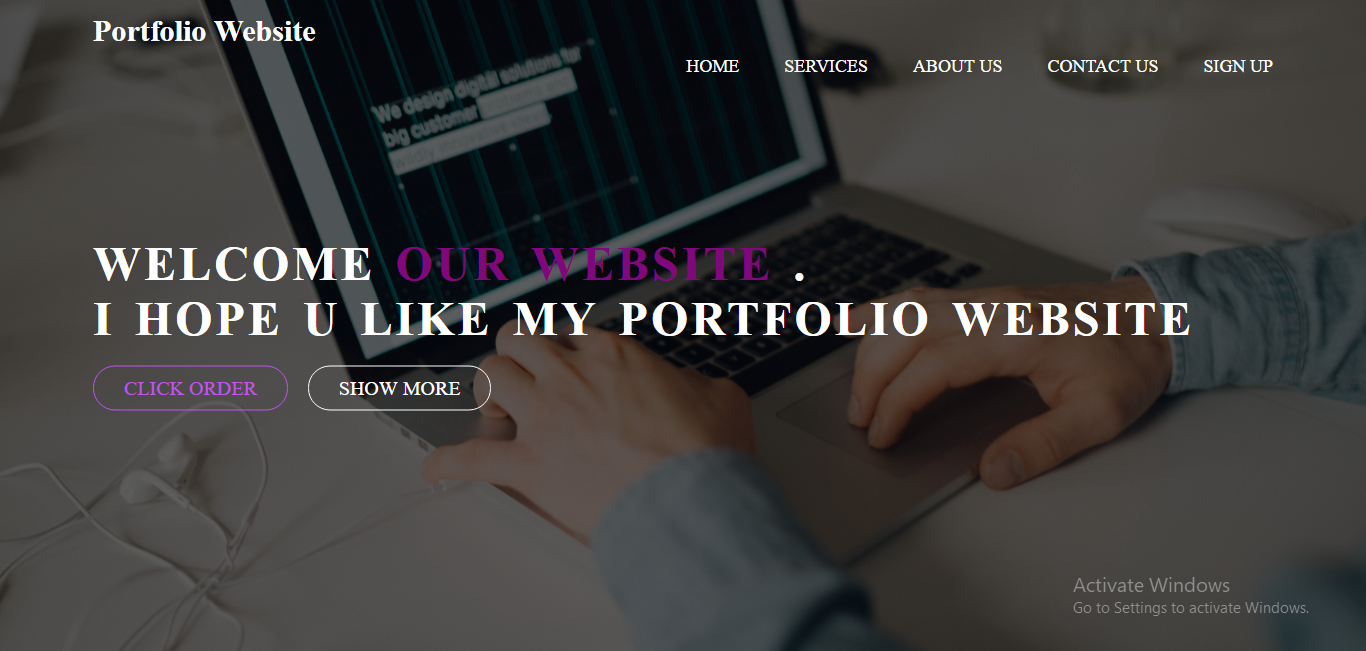 Portfolio Website
HOME SERVICES ABOUT US CONTACT US SIGN UP
We design digital solutions for
big customer
WELCOME OUR WEBSITE .
I HOPE U LIKE MY PORTFOLIO WEBSITE
CLICK ORDER SHOW MORE
Activate Windows
Go to Settings to activate Windows.